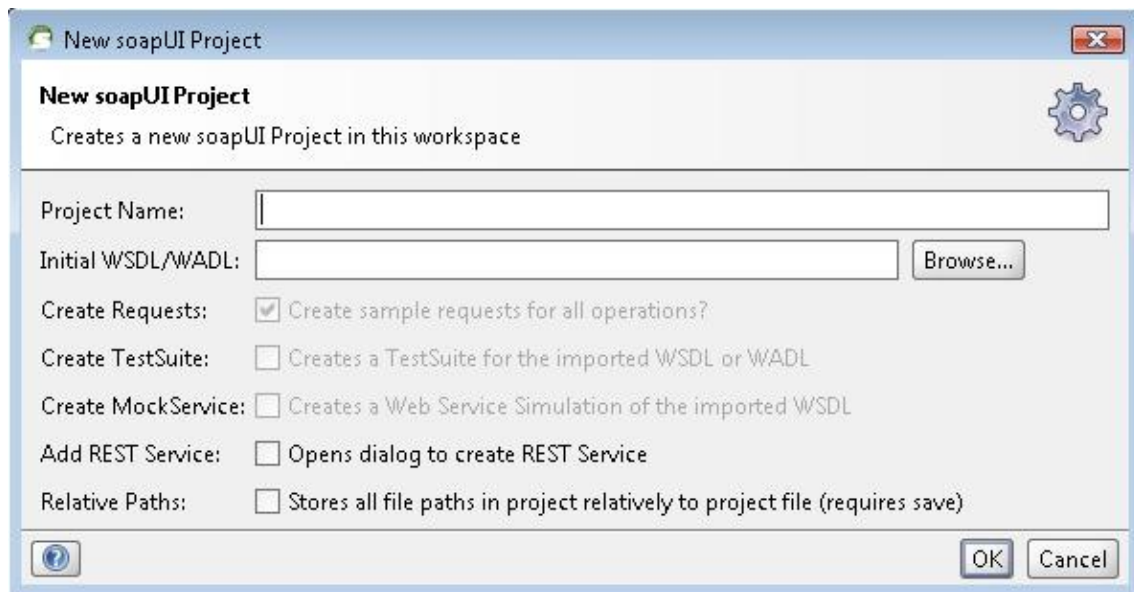 New soapUI Project
New soapUI Project
Creates a new soapUI Project in this workspace
Project Name:
Initial WSDL/WADL: Browse...
Create Requests: Create sample requests for all operations?
Create TestSuite: Creates a TestSuite for the imported WSDL or WADL
Create MockService: Creates a Web Service Simulation of the imported WSDL
Add REST Service: Opens dialog to create REST Service
Relative Paths: Stores all file paths in project relatively to project file (requires save)
? OK Cancel